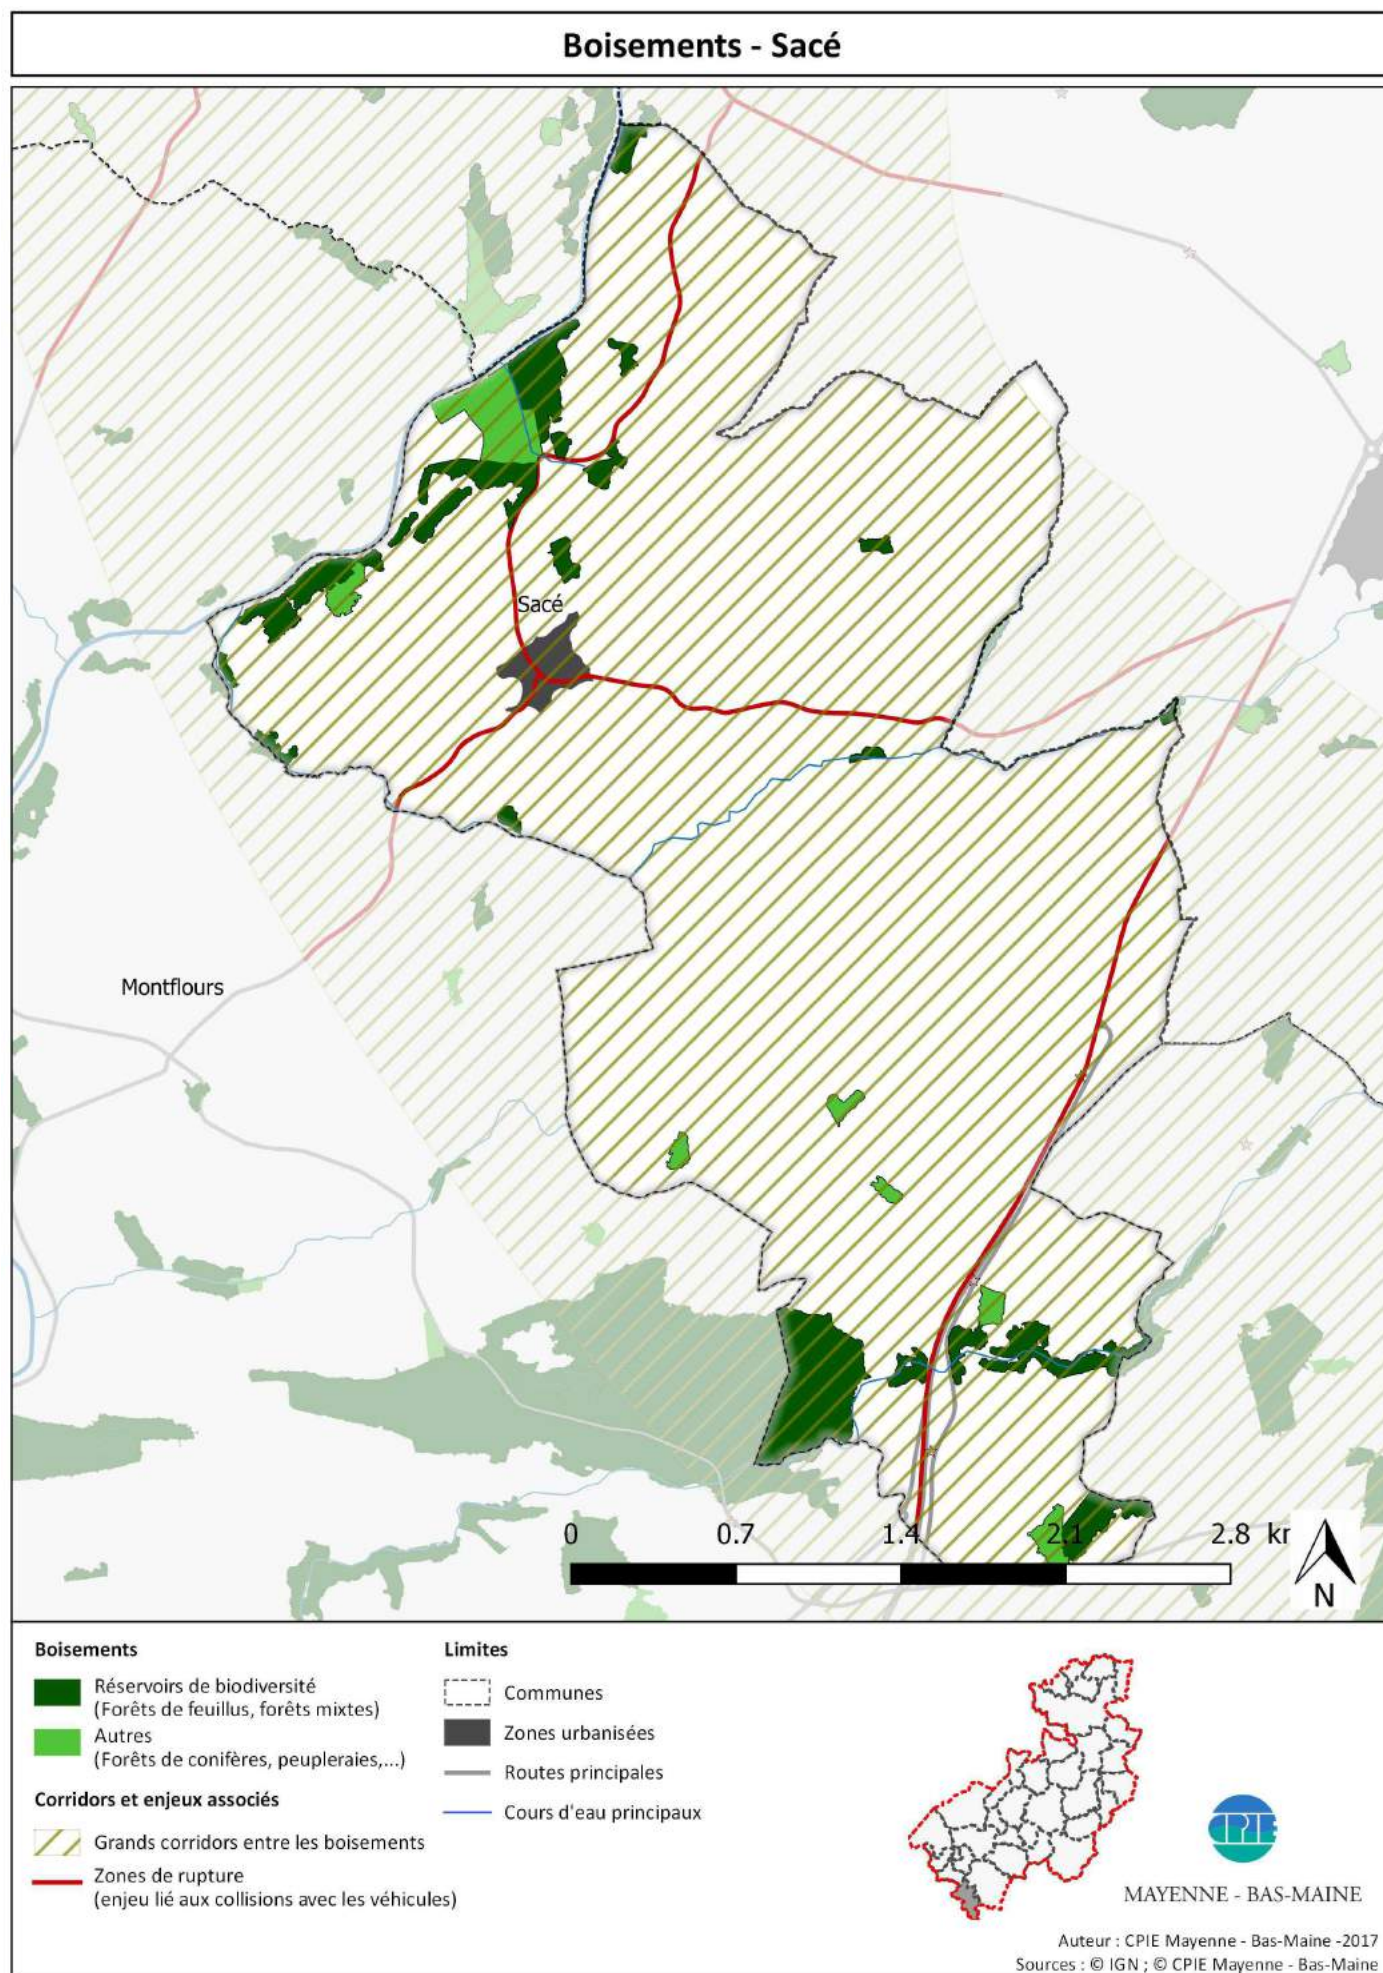 Boisements - Sacé
Sacé
Montflours
0 0.7 1.4 2.1 2.8 kr
N
Boisements
Réservoirs de biodiversité
(Forêts de feuillus, forêts mixtes)
Autres
(Forêts de conifères, peupleraies,...)
Corridors et enjeux associés
Grands corridors entre les boisements
Zones de rupture
(enjeu lié aux collisions avec les véhicules)
Limites
Communes
Zones urbanisées
Routes principales
Cours d'eau principaux
CPIE
MAYENNE - BAS-MAINE
Auteur : CPIE Mayenne - Bas-Maine -2017
Sources : © IGN ; © CPIE Mayenne - Bas-Maine